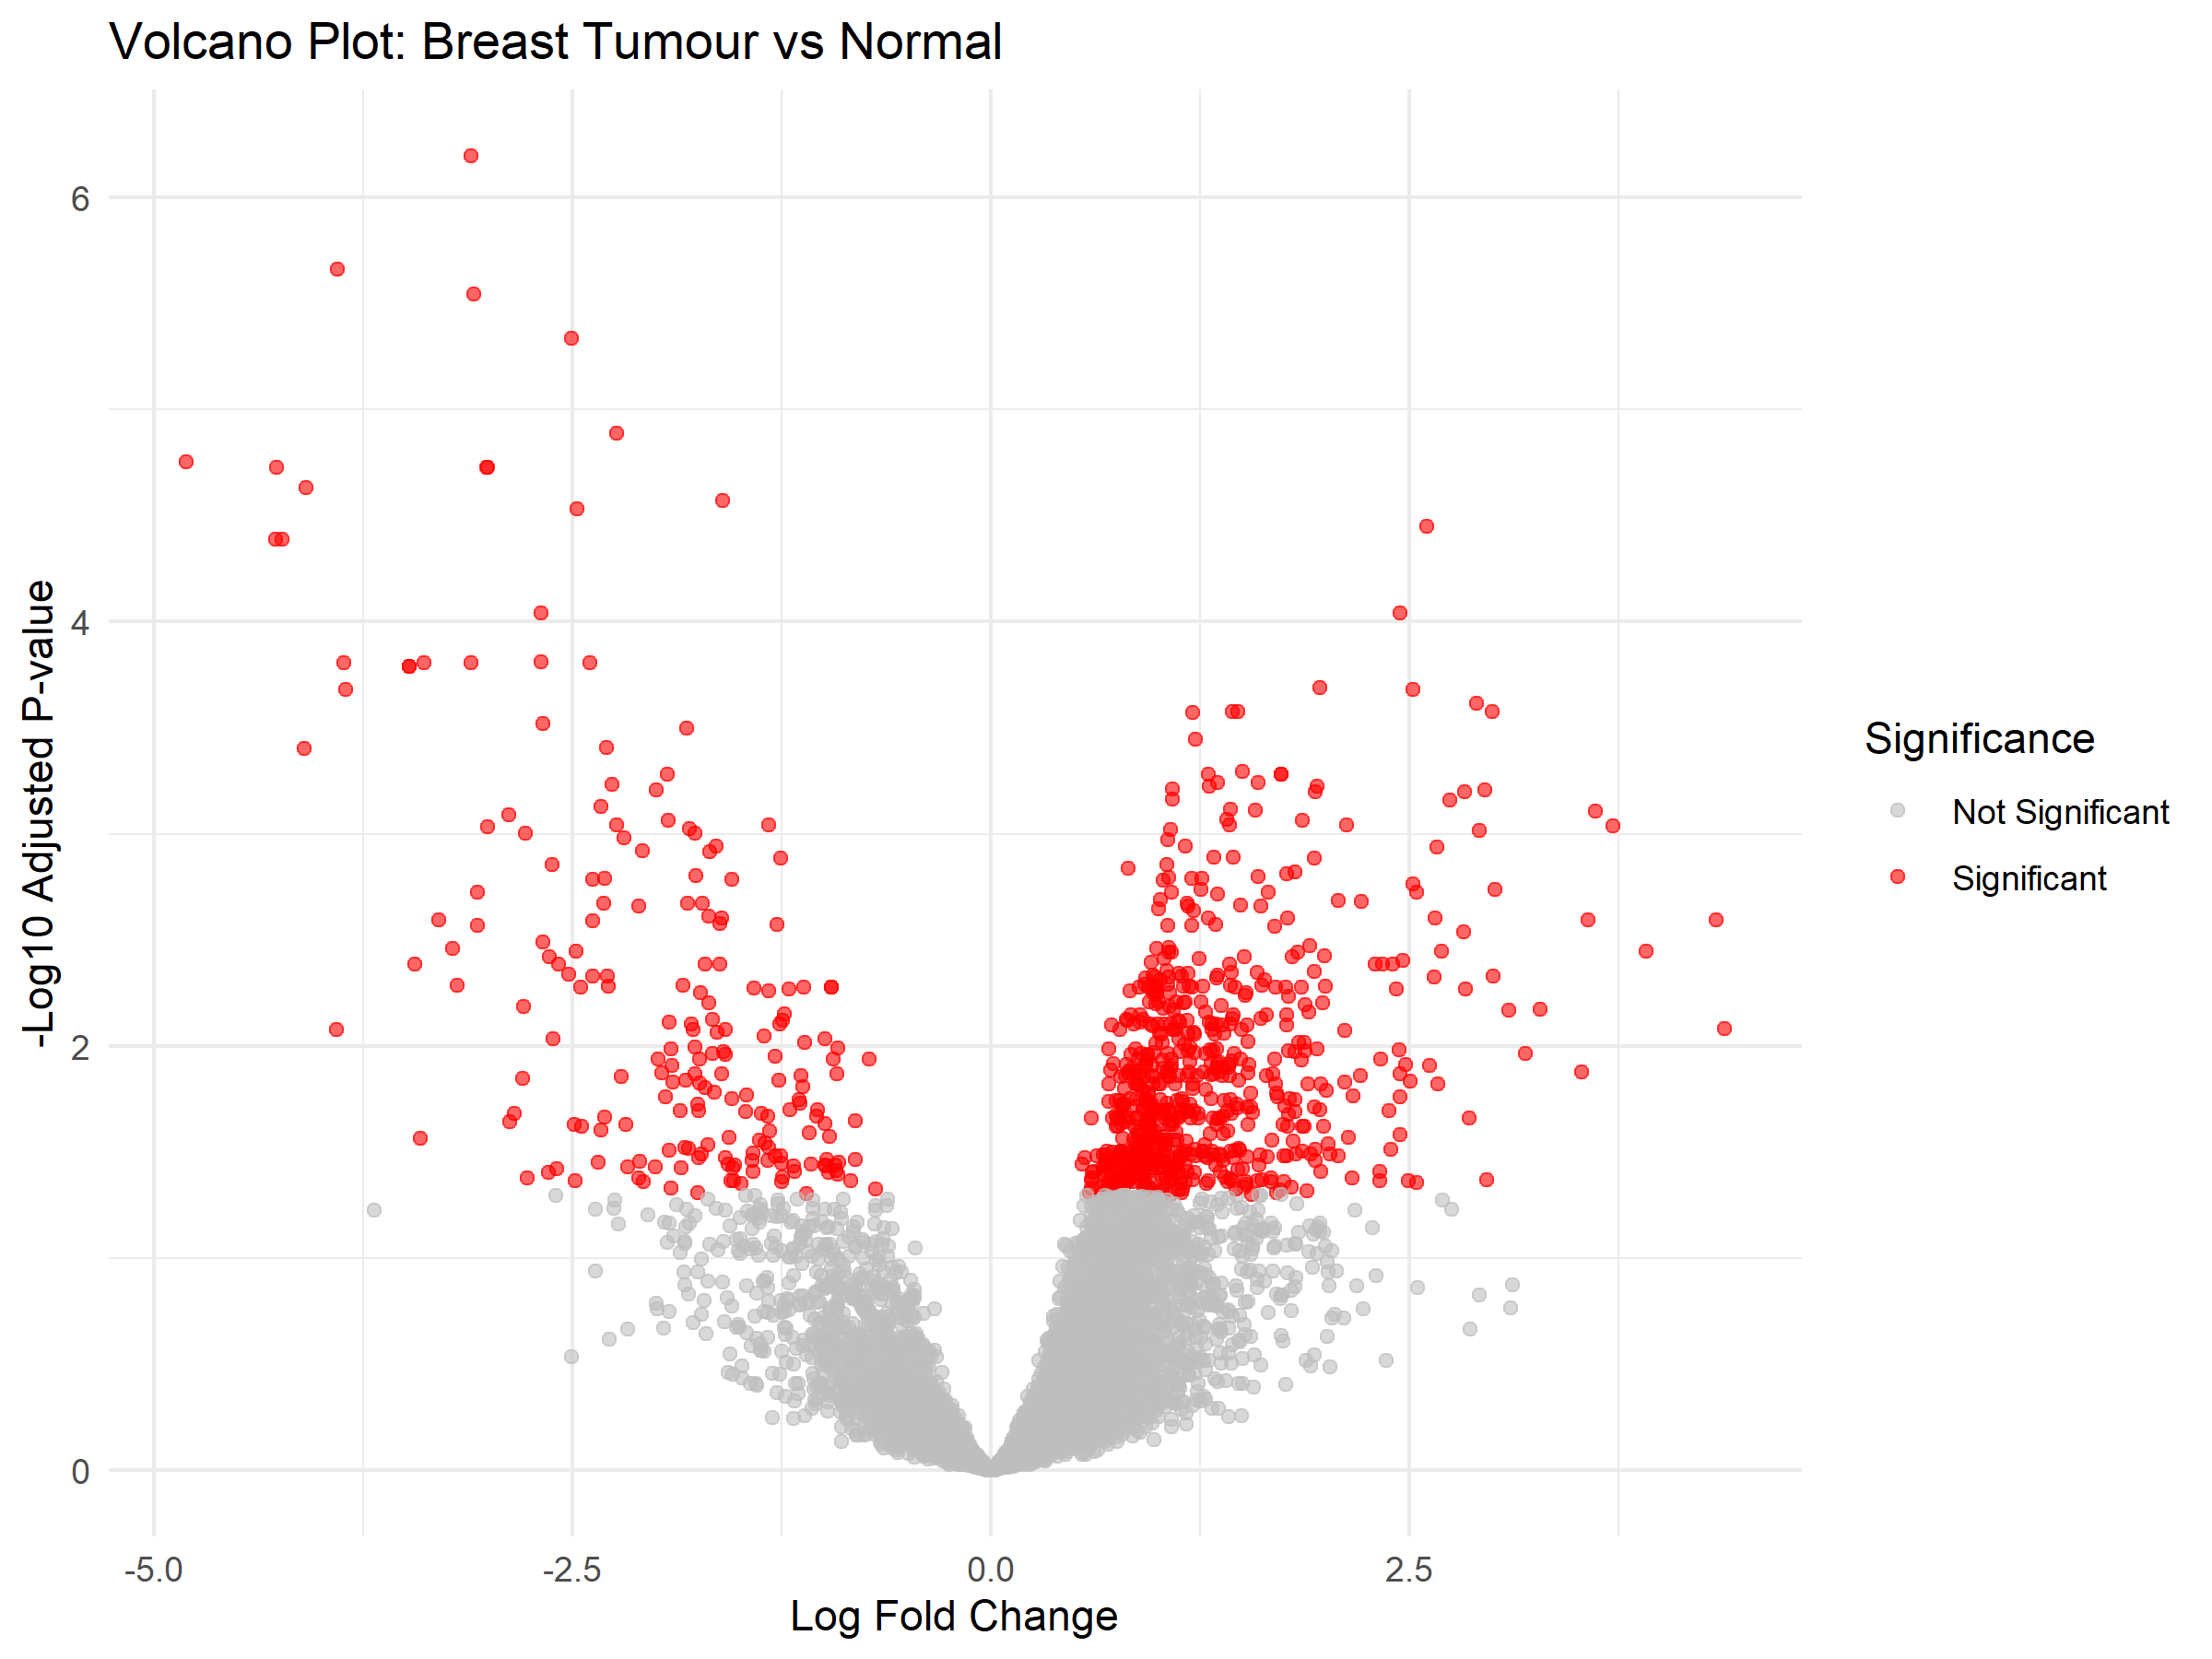 Volcano Plot: Breast Tumour vs Normal
-Log10 Adjusted P-value
6
4
2
0
-5.0
-2.5
0.0
2.5
Log Fold Change
Significance
Not Significant
Significant